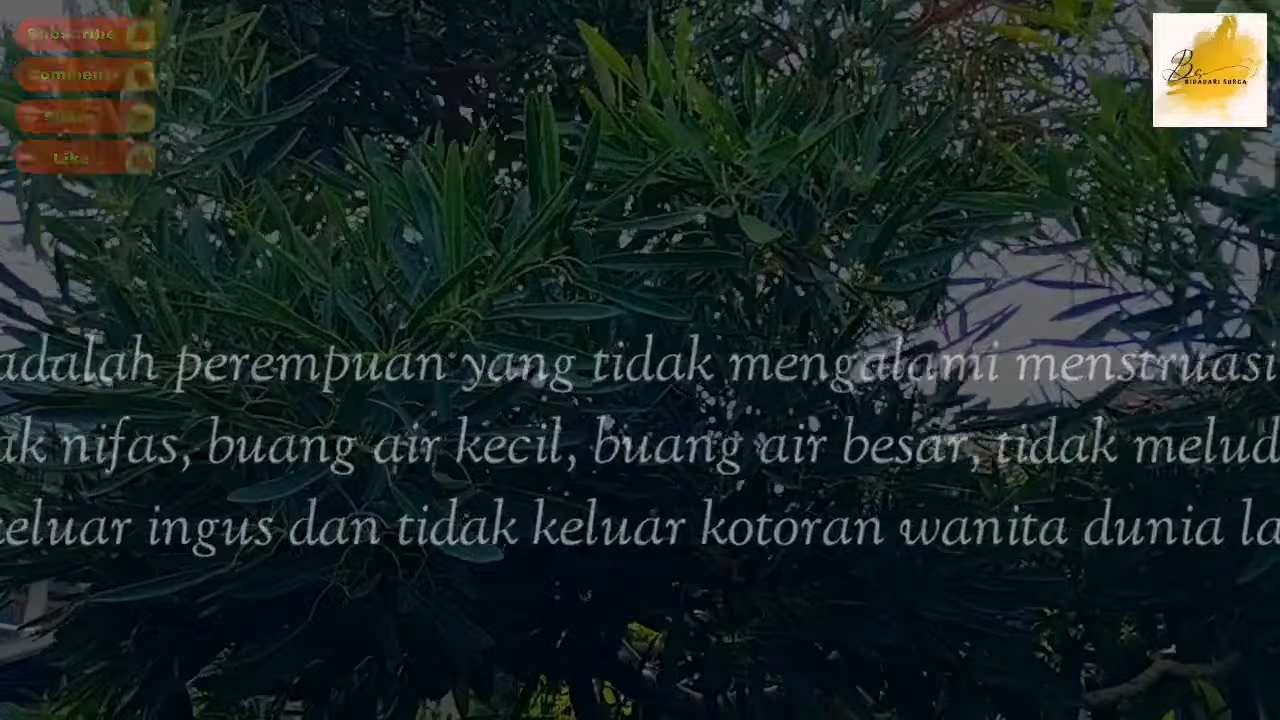 Subscribe
Comment
Share
Like
BIDADARI SURGA
adalah perempuan yang tidak mengalami menstruasi
nifas, buang air kecil, buang air besar, tidak
ingus dan tidak keluar kotoran wanita dunia